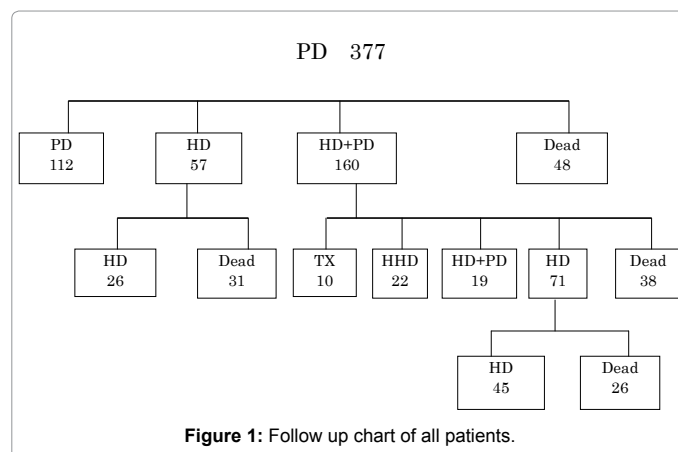 PD 377
PD HD HD+PD Dead
112 57 160 48
HD Dead TX HHD HD+PD HD Dead
26 31 10 22 19 71 38
HD Dead
45 26
Figure 1: Follow up chart of all patients.